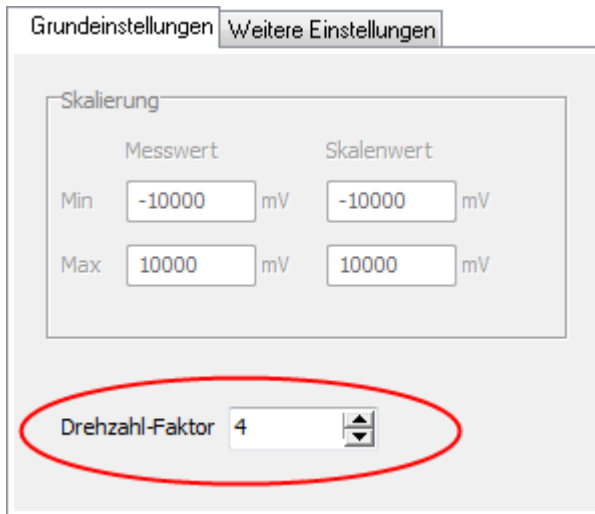 Grundeinstellungen Weitere Einstellungen
Skalierung
Messwert Skalenwert
Min -10000 mV -10000 mV
Max 10000 mV 10000 mV
Drehzahl-Faktor 4